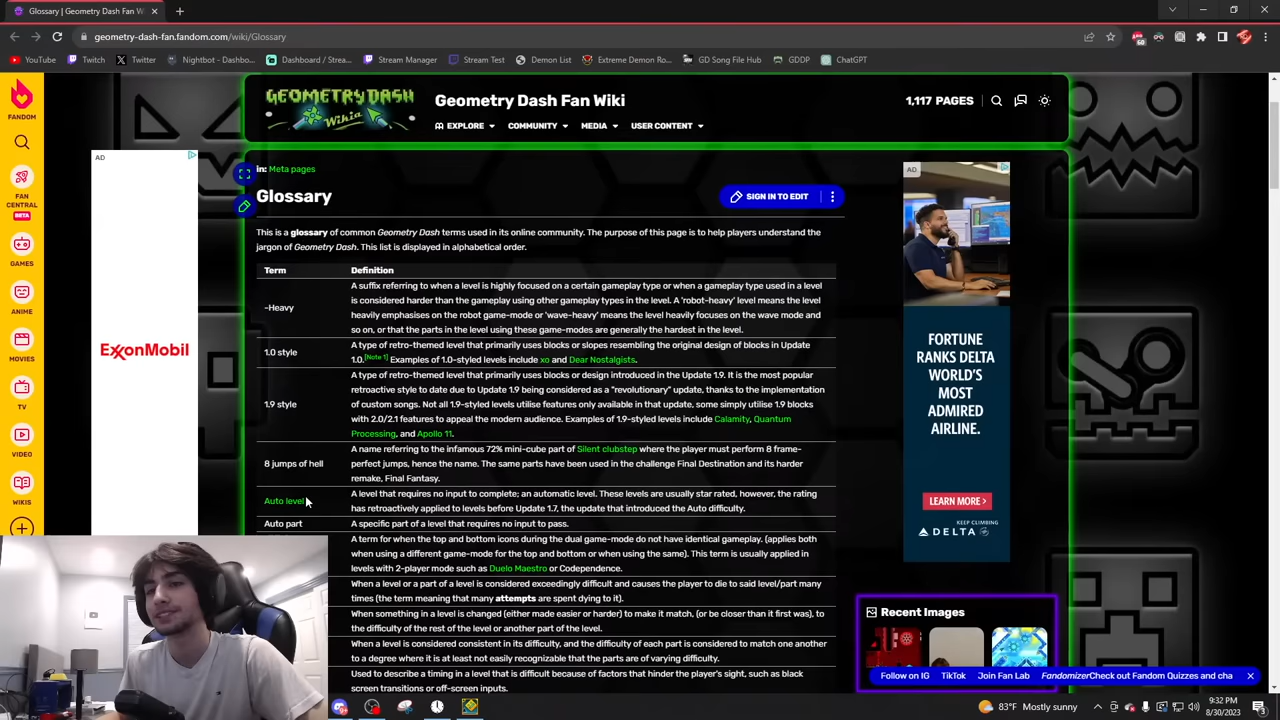 Glossary | Geometry Dash Fan W
geometry-dash-fan.fandom.com/wiki/Glossary
60
YouTube Twitch Twitter Nightbot - Dashbo... Dashboard / Strea... Stream Manager Stream Test Demon List Extreme Demon Ro... GD Song File Hub GDDP ChatGPT
FANDOM
FAN CENTRAL
BETA
GAMES
ANIME
MOVIES
TV
VIDEO
WIKIS
GEOMETRY DASH
Wikia
Geometry Dash Fan Wiki
1,117 PAGES
EXPLORE COMMUNITY MEDIA USER CONTENT
AD
ExxonMobil
in: Meta pages
Glossary
SIGN IN TO EDIT
This is a glossary of common Geometry Dash terms used in its online community. The purpose of this page is to help players understand the
jargon of Geometry Dash. This list is displayed in alphabetical order.
Term Definition
-Heavy
A suffix referring to when a level is highly focused on a certain gameplay type or when a gameplay type used in a level
is considered harder than the gameplay using other gameplay types in the level. A 'robot-heavy' level means the level
heavily emphasises on the robot game-mode or 'wave-heavy' means the level heavily focuses on the wave mode and
so on, or that the parts in the level using these game-modes are generally the hardest in the level.
1.0 style
A type of retro-themed level that primarily uses blocks or slopes resembling the original design of blocks in Update
1.0.[Note 1] Examples of 1.0-styled levels include xo and Dear Nostalgists.
1.9 style
A type of retro-themed level that primarily uses blocks or design introduced in the Update 1.9. It is the most popular
retroactive style to date due to Update 1.9 being considered as a "revolutionary" update, thanks to the implementation
of custom songs. Not all 1.9-styled levels utilise features only available in that update, some simply utilise 1.9 blocks
with 2.0/2.1 features to appeal the modern audience. Examples of 1.9-styled levels include Calamity, Quantum
Processing, and Apollo 11.
8 jumps of hell
A name referring to the infamous 72% mini-cube part of Silent clubstep where the player must perform 8 frame-
perfect jumps, hence the name. The same parts have been used in the challenge Final Destination and its harder
remake, Final Fantasy.
Auto level
A level that requires no input to complete; an automatic level. These levels are usually star rated, however, the rating
has retroactively applied to levels before Update 1.7, the update that introduced the Auto difficulty.
Auto part
A specific part of a level that requires no input to pass.
A term for when the top and bottom icons during the dual game-mode do not have identical gameplay. (applies both
when using a different game-mode for the top and bottom or when using the same). This term is usually applied in
levels with 2-player mode such as Duelo Maestro or Codependence.
When a level or a part of a level is considered exceedingly difficult and causes the player to die to said level/part many
times (the term meaning that many attempts are spent dying to it).
When something in a level is changed (either made easier or harder) to make it match, (or be closer than it first was), to
the difficulty of the rest of the level or another part of the level.
When a level is considered consistent in its difficulty, and the difficulty of each part is considered to match one another
to a degree where it is at least not easily recognizable that the parts are of varying difficulty.
Used to describe a timing in a level that is difficult because of factors that hinder the player's sight, such as black
screen transitions or off-screen inputs.
AD
FORTUNE
RANKS DELTA
WORLD'S
MOST
ADMIRED
AIRLINE.
LEARN MORE >
KEEP CLIMBING
DELTA
Recent Images
Follow on IG TikTok Join Fan Lab FandomizerCheck out Fandom Quizzes and cha
83°F Mostly sunny
9:32 PM
8/30/2023